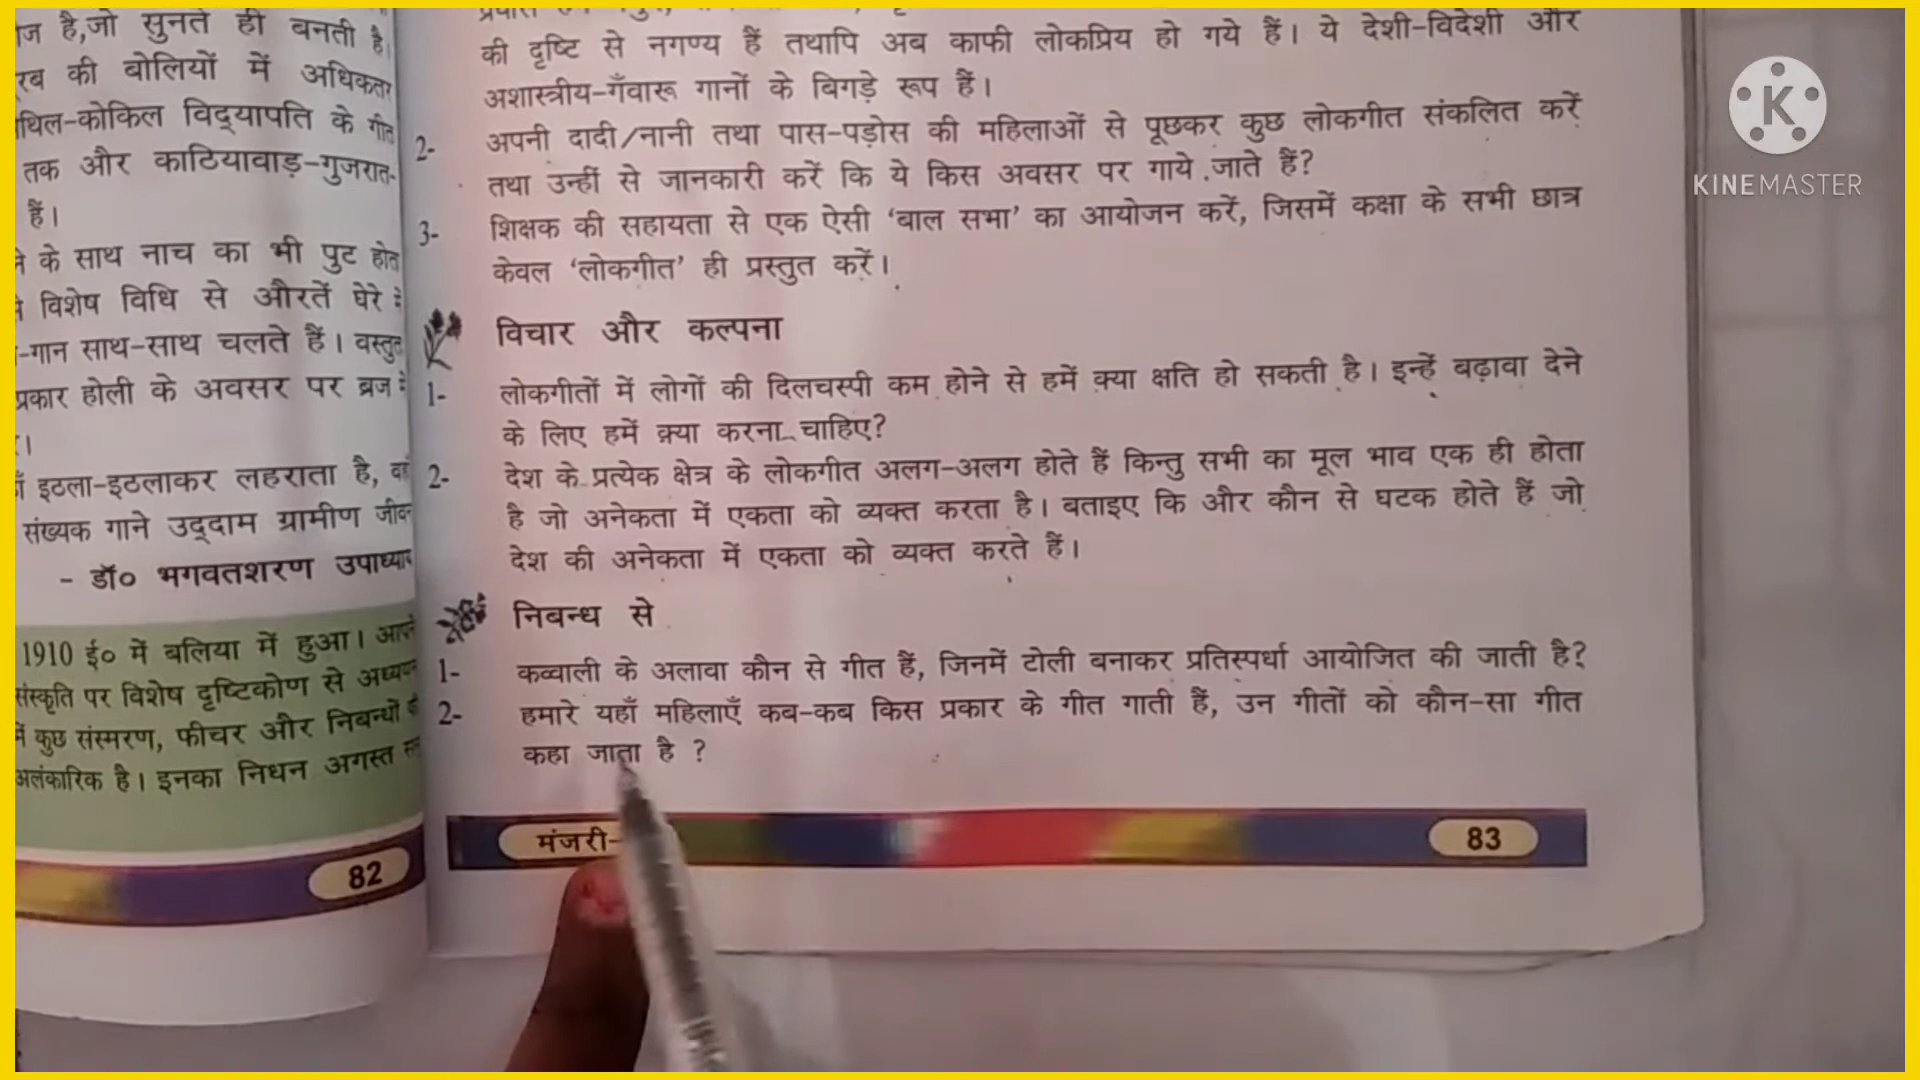 ज है,जो सुनते ही बनती है।
रब की बोलियों में अधिकतर
थिल-कोकिल विद्यापति के गीत
तक और काठियावाड़-गुजरात-
हैं।
के साथ नाच का भी पुट होता
विशेष विधि से औरतें घेरे में
-गान साथ-साथ चलते हैं। वस्तुत
प्रकार होली के अवसर पर ब्रज में
इठला-इठलाकर लहराता है, वहाँ
संख्यक गाने उद्दाम ग्रामीण जीवन
- डॉ० भगवतशरण उपाध्याय
1910 ई० में बलिया में हुआ। आपने
संस्कृति पर विशेष दृष्टिकोण से अध्ययन
में कुछ संस्मरण, फीचर और निबन्धों की
अलंकारिक है। इनका निधन अगस्त सन्
82
की दृष्टि से नगण्य हैं तथापि अब काफी लोकप्रिय हो गये हैं। ये देशी-विदेशी और
अशास्त्रीय-गँवारू गानों के बिगड़े रूप हैं।
2- अपनी दादी/नानी तथा पास-पड़ोस की महिलाओं से पूछकर कुछ लोकगीत संकलित करें
तथा उन्हीं से जानकारी करें कि ये किस अवसर पर गाये जाते हैं?
3- शिक्षक की सहायता से एक ऐसी ‘बाल सभा’ का आयोजन करें, जिसमें कक्षा के सभी छात्र
केवल ‘लोकगीत’ ही प्रस्तुत करें।
विचार और कल्पना
1- लोकगीतों में लोगों की दिलचस्पी कम होने से हमें क्या क्षति हो सकती है। इन्हें बढ़ावा देने
के लिए हमें क्या करना चाहिए?
2- देश के प्रत्येक क्षेत्र के लोकगीत अलग-अलग होते हैं किन्तु सभी का मूल भाव एक ही होता
है जो अनेकता में एकता को व्यक्त करता है। बताइए कि और कौन से घटक होते हैं जो
देश की अनेकता में एकता को व्यक्त करते हैं।
निबन्ध से
1- कव्वाली के अलावा कौन से गीत हैं, जिनमें टोली बनाकर प्रतिस्पर्धा आयोजित की जाती है?
2- हमारे यहाँ महिलाएँ कब-कब किस प्रकार के गीत गाती हैं, उन गीतों को कौन-सा गीत
कहा जाता है ?
मंजरी-
83
K
KINEMASTER